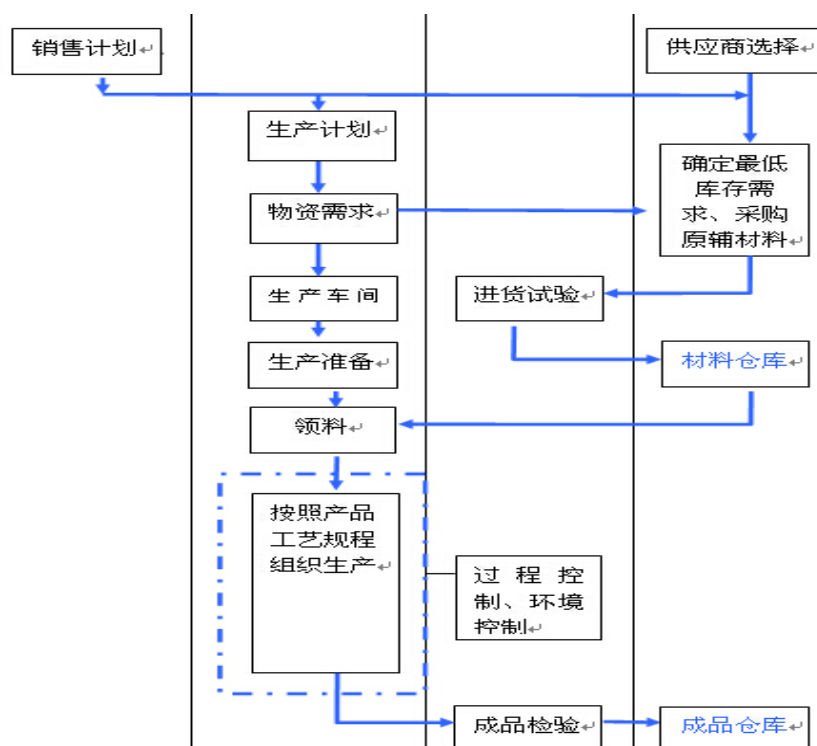 销售计划
供应商选择
生产计划
确定最低
库存需
求、采购
原辅材料
物资需求
生产车间
进货试验
生产准备
材料仓库
领料
按照产品
工艺规程
组织生产
过程控
制、环境
控制
成品检验
成品仓库